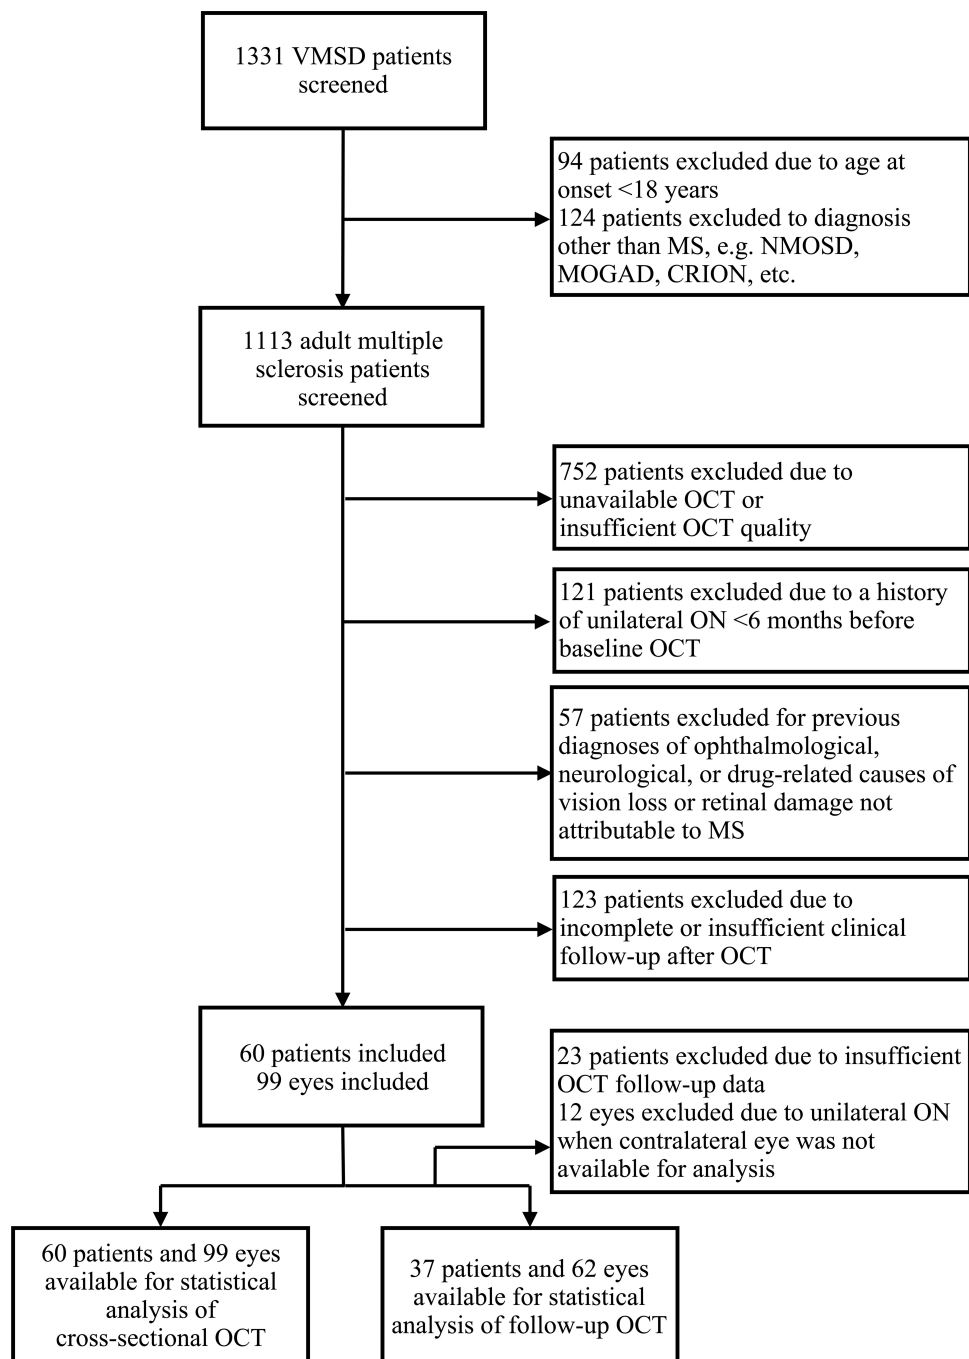 1331 VMSD patients
screened
94 patients excluded due to age at
onset <18 years
124 patients excluded to diagnosis
other than MS, e.g. NMOSD,
MOGAD, CRION, etc.
1113 adult multiple
sclerosis patients
screened
752 patients excluded due to
unavailable OCT or
insufficient OCT quality
121 patients excluded due to a history
of unilateral ON <6 months before
baseline OCT
57 patients excluded for previous
diagnoses of ophthalmological,
neurological, or drug-related causes of
vision loss or retinal damage not
attributable to MS
123 patients excluded due to
incomplete or insufficient clinical
follow-up after OCT
60 patients included
99 eyes included
23 patients excluded due to insufficient
OCT follow-up data
12 eyes excluded due to unilateral ON
when contralateral eye was not
available for analysis
60 patients and 99 eyes
available for statistical
analysis of
cross-sectional OCT
37 patients and 62 eyes
available for statistical
analysis of follow-up OCT